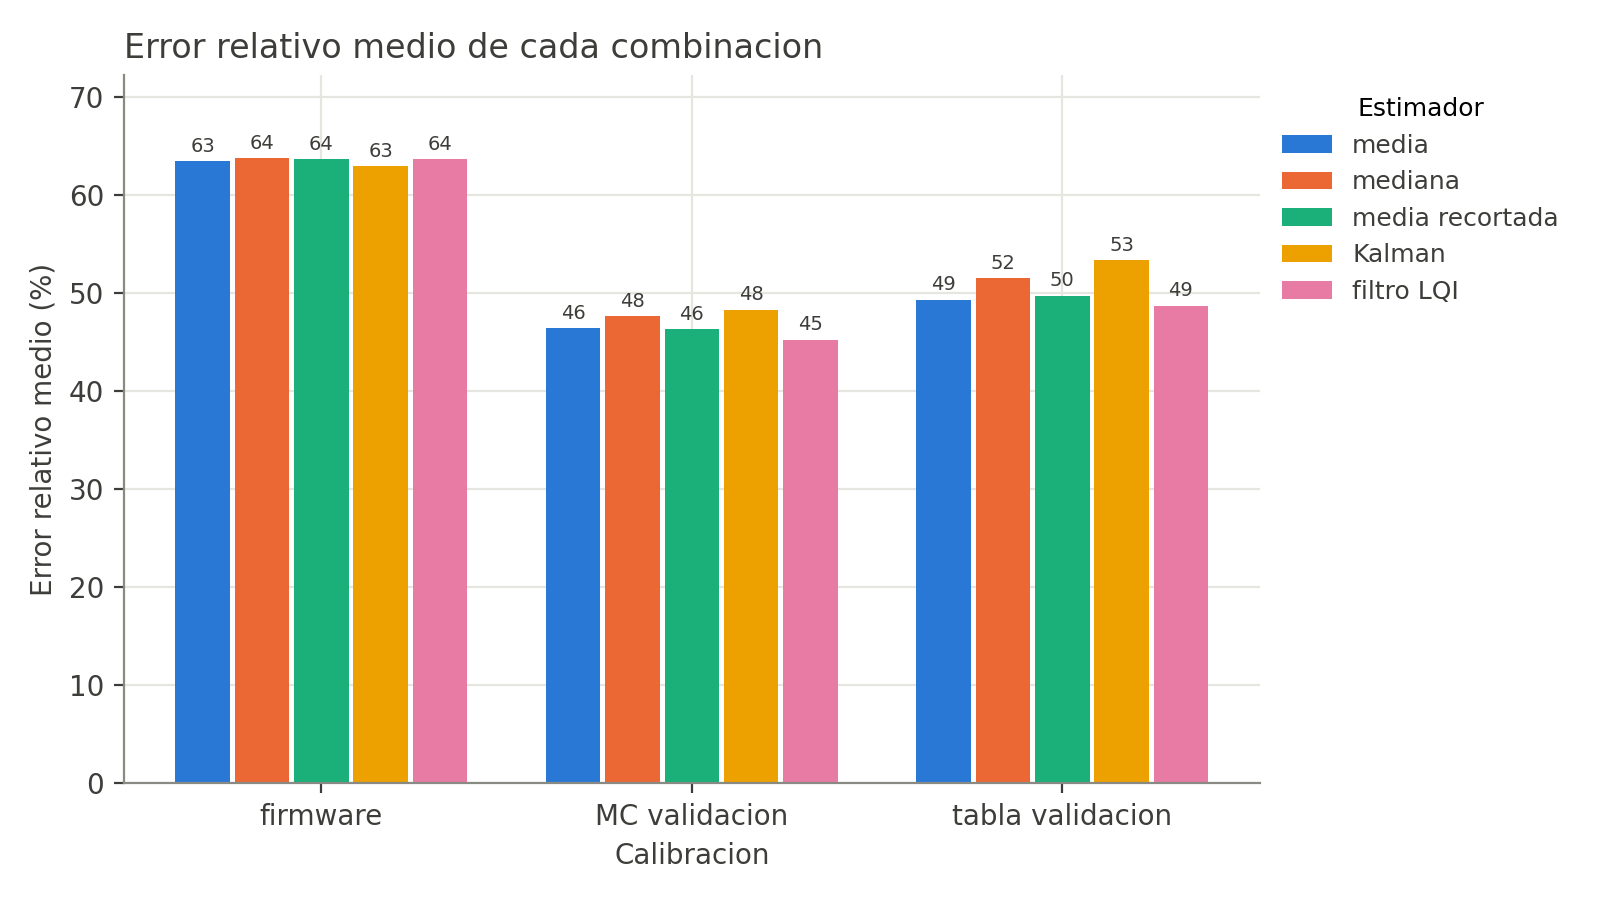 Error relativo medio de cada combinacion
Error relativo medio (%)
70
60
50
40
30
20
10
0
63
64
64
63
64
46
48
46
48
45
49
52
50
53
49
firmware
MC validacion
tabla validacion
Calibracion
Estimador
media
mediana
media recortada
Kalman
filtro LQI